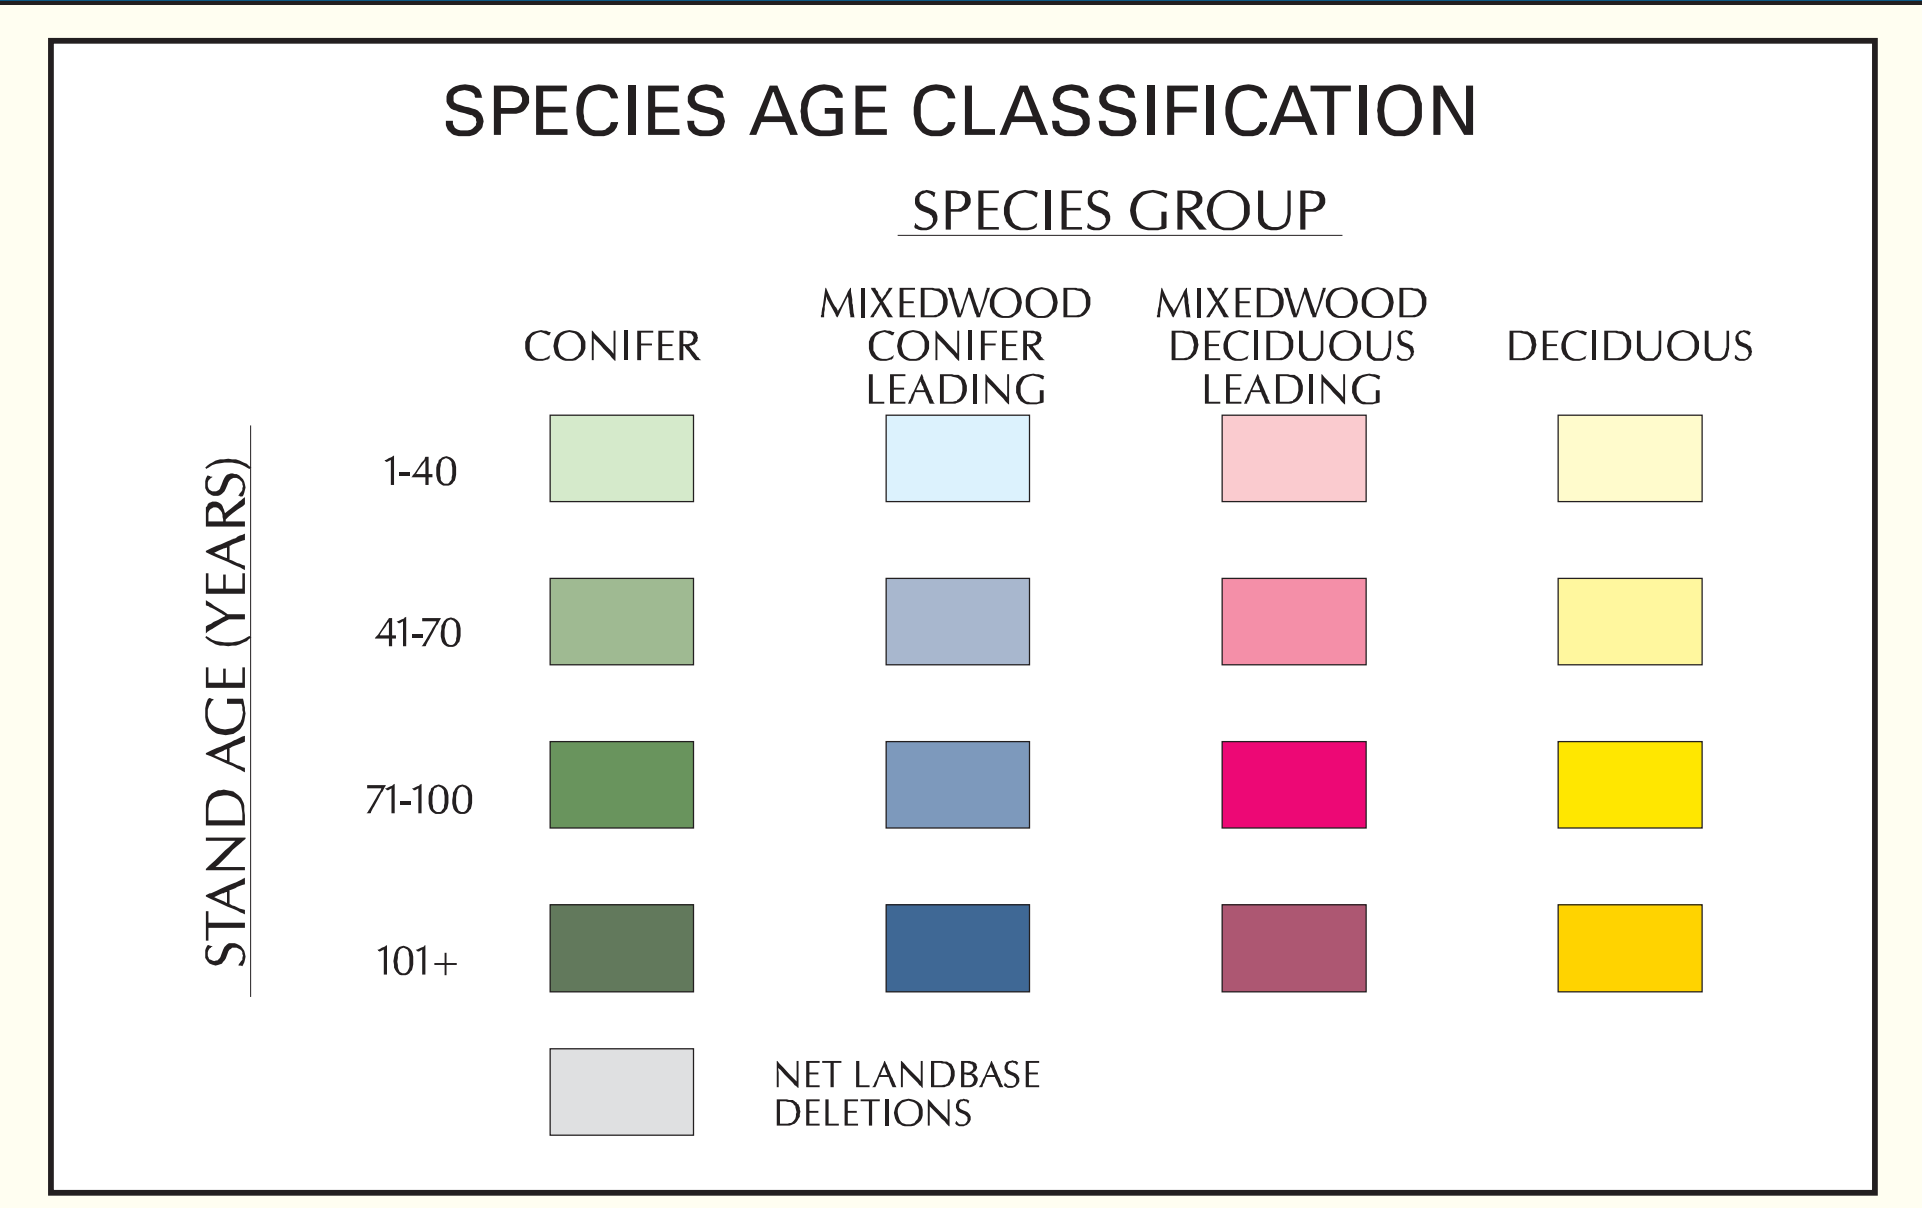 SPECIES AGE CLASSIFICATION
SPECIES GROUP
CONIFER
MIXEDWOOD
CONIFER
LEADING
MIXEDWOOD
DECIDUOUS
LEADING
DECIDUOUS
STAND AGE (YEARS)
1-40
41-70
71-100
101+
NET LANDBASE
DELETIONS